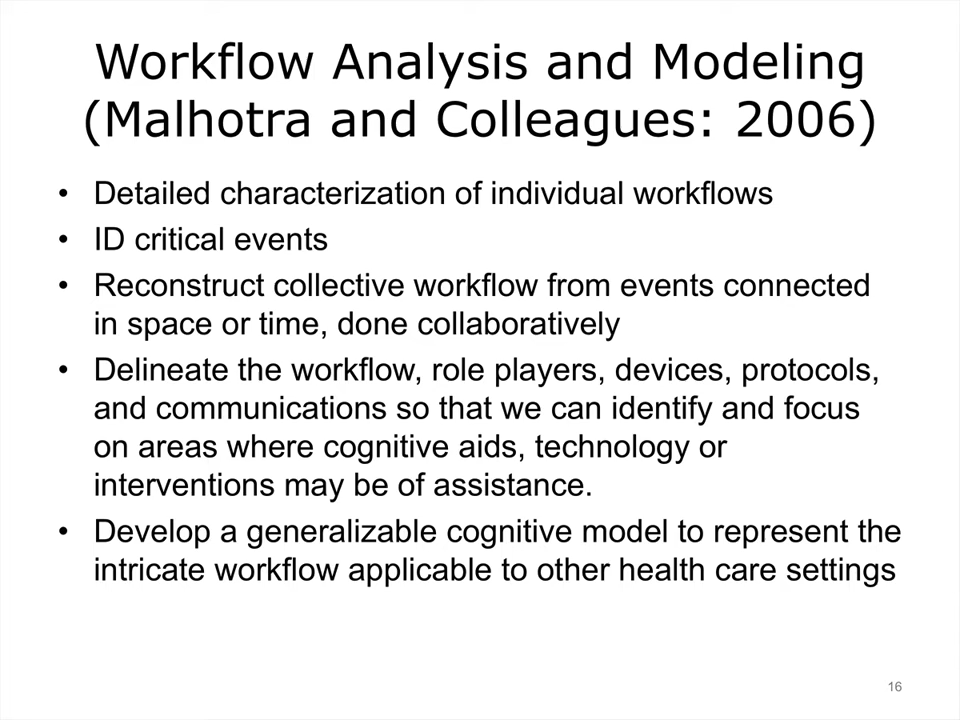 Workflow Analysis and Modeling
(Malhotra and Colleagues: 2006)
• Detailed characterization of individual workflows
• ID critical events
• Reconstruct collective workflow from events connected
in space or time, done collaboratively
• Delineate the workflow, role players, devices, protocols,
and communications so that we can identify and focus
on areas where cognitive aids, technology or
interventions may be of assistance.
• Develop a generalizable cognitive model to represent the
intricate workflow applicable to other health care settings
16